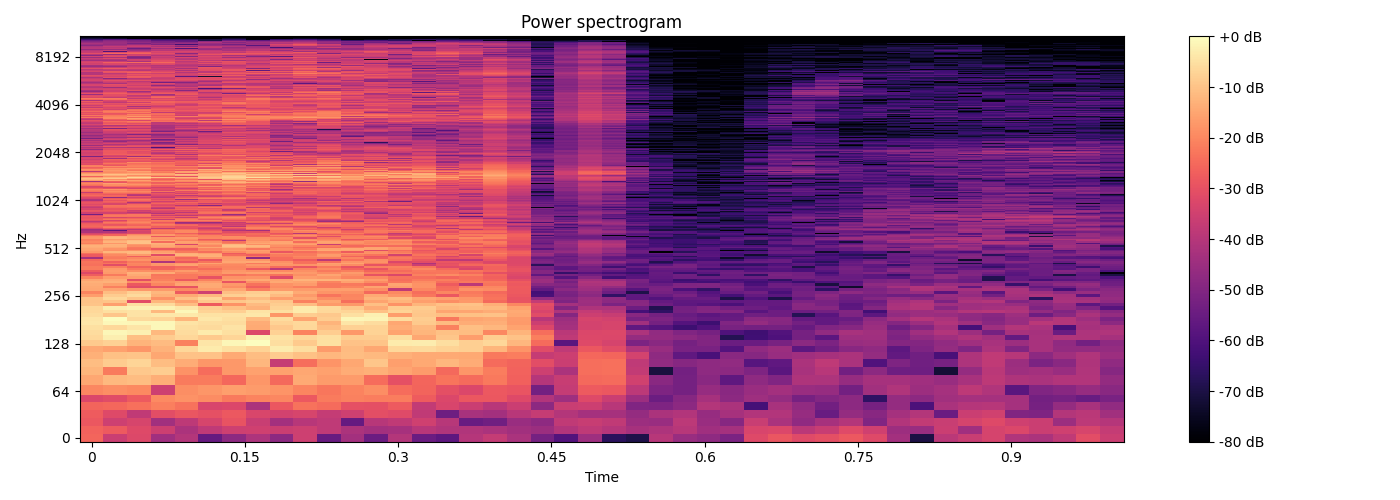 Power spectrogram
Hz
8192
4096
2048
1024
512
256
128
64
0
0 0.15 0.3 0.45 0.6 0.75 0.9
Time
+0 dB
-10 dB
-20 dB
-30 dB
-40 dB
-50 dB
-60 dB
-70 dB
-80 dB